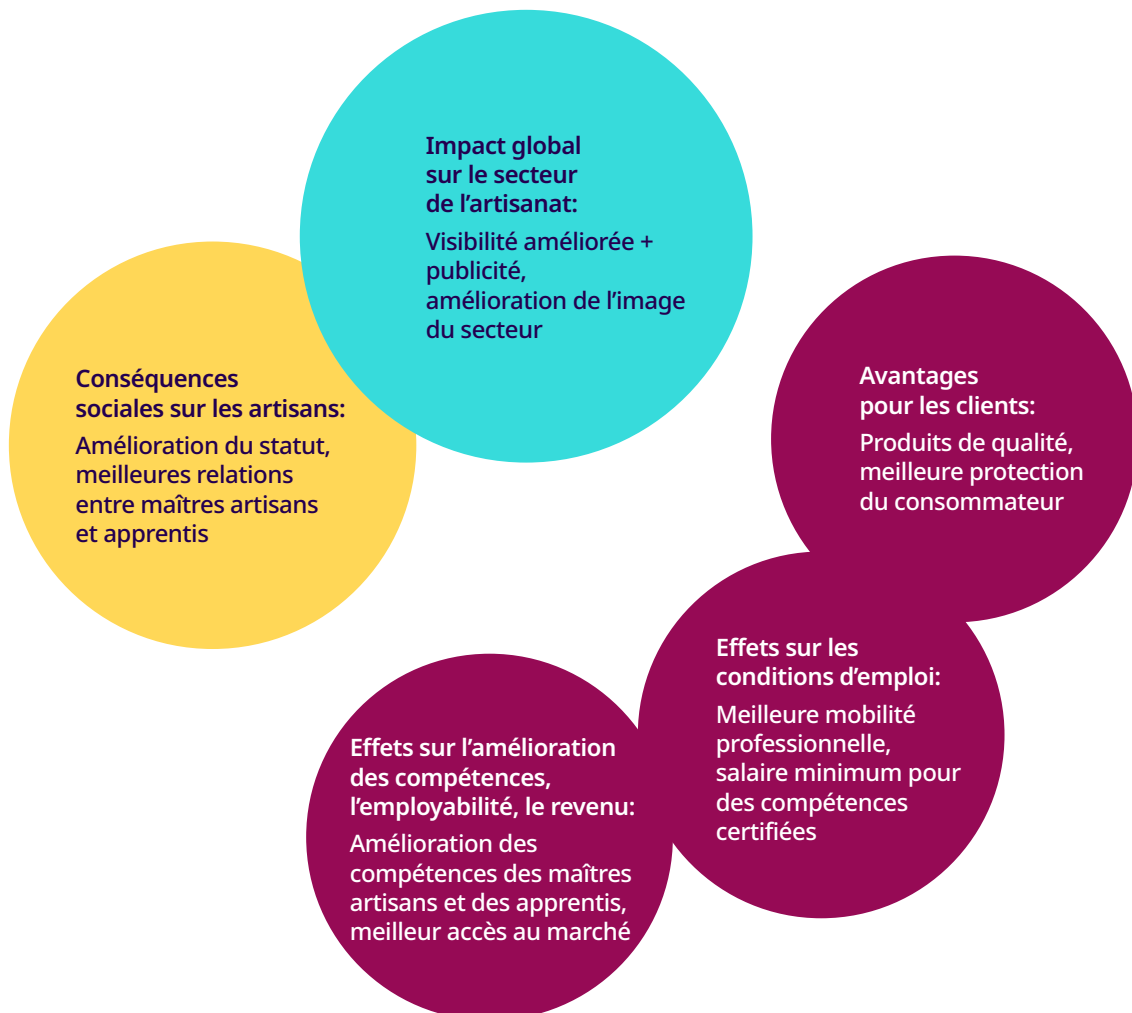 Impact global
sur le secteur
de l’artisanat:
Visibilité améliorée +
publicité,
amélioration de l’image
du secteur
Conséquences
sociales sur les artisans:
Amélioration du statut,
meilleures relations
entre maîtres artisans
et apprentis
Avantages
pour les clients:
Produits de qualité,
meilleure protection
du consommateur
Effets sur les
conditions d’emploi:
Meilleure mobilité
professionnelle,
salaire minimum pour
des compétences
certifiées
Effets sur l’amélioration
des compétences,
l’employabilité, le revenu:
Amélioration des
compétences des maîtres
artisans et des apprentis,
meilleur accès au marché